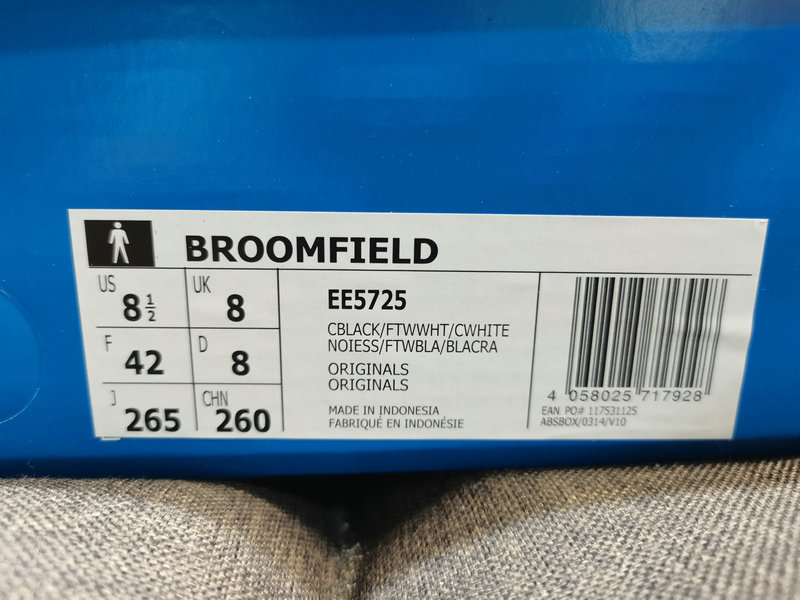 BROOMFIELD
US 8 1/2
UK 8
F 42
D 8
J 265
CHN 260
EE5725
CBLACK/FTWWHT/CWHITE
NOIESS/FTWBLA/BLACRA
ORIGINALS
ORIGINALS
MADE IN INDONESIA
FABRIQUÉ EN INDONÉSIE
4 058025 717928
EAN PO# 117531125
ABSBOX/0314/V10